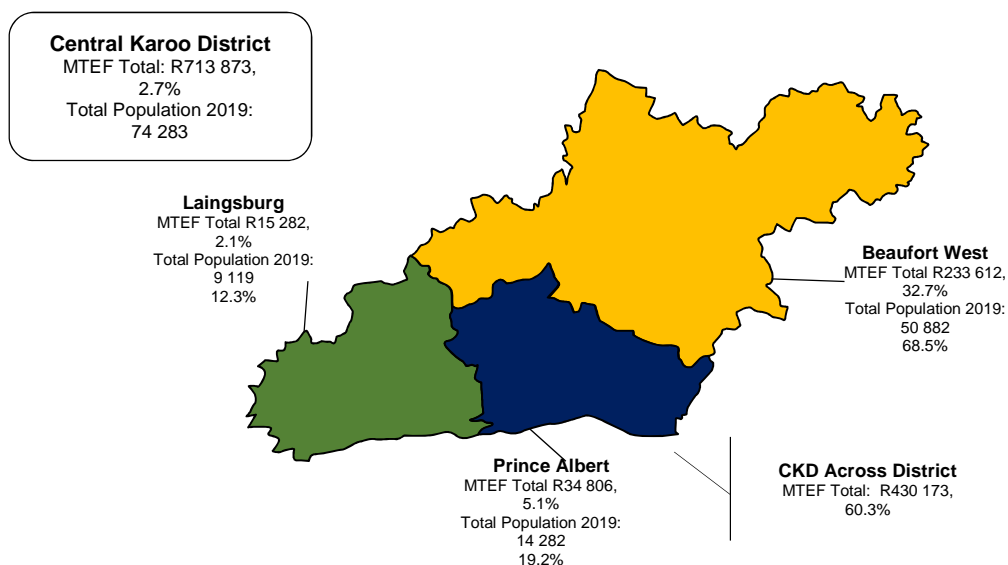 Central Karoo District
MTEF Total: R713 873,
2.7%
Total Population 2019:
74 283
Laingsburg
MTEF Total R15 282,
2.1%
Total Population 2019:
9 119
12.3%
Beaufort West
MTEF Total R233 612,
32.7%
Total Population 2019:
50 882
68.5%
Prince Albert
MTEF Total R34 806,
5.1%
Total Population 2019:
14 282
19.2%
CKD Across District
MTEF Total: R430 173,
60.3%